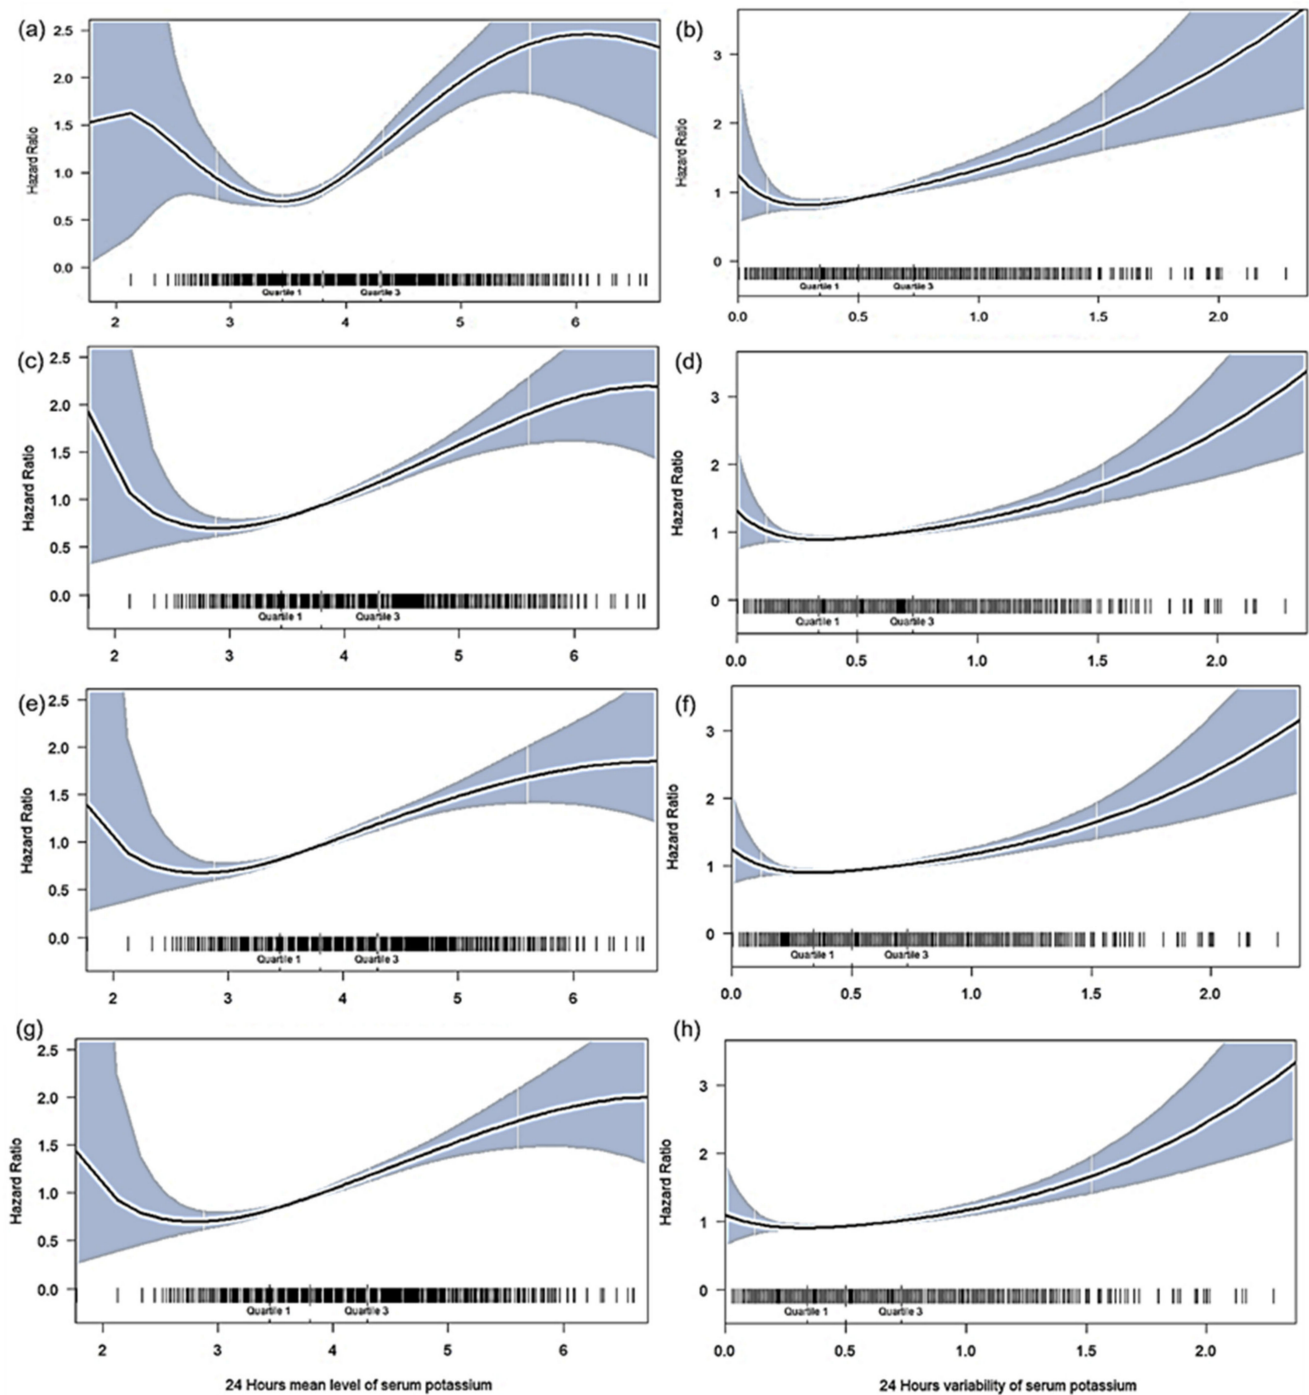 (a)
2.5
2.0
1.5
1.0
0.5
0.0
Hazard Ratio
Quartile 1 Quartile 3
2 3 4 5 6
(b)
3
2
1
0
Hazard Ratio
Quartile 1 Quartile 3
0.0 0.5 1.0 1.5 2.0
(c)
2.5
2.0
1.5
1.0
0.5
0.0
Hazard Ratio
Quartile 1 Quartile 3
2 3 4 5 6
(d)
3
2
1
0
Hazard Ratio
Quartile 1 Quartile 3
0.0 0.5 1.0 1.5 2.0
(e)
2.5
2.0
1.5
1.0
0.5
0.0
Hazard Ratio
Quartile 1 Quartile 3
2 3 4 5 6
(f)
3
2
1
0
Hazard Ratio
Quartile 1 Quartile 3
0.0 0.5 1.0 1.5 2.0
(g)
2.5
2.0
1.5
1.0
0.5
0.0
Hazard Ratio
Quartile 1 Quartile 3
2 3 4 5 6
24 Hours mean level of serum potassium
(h)
3
2
1
0
Hazard Ratio
Quartile 1 Quartile 3
0.0 0.5 1.0 1.5 2.0
24 Hours variability of serum potassium